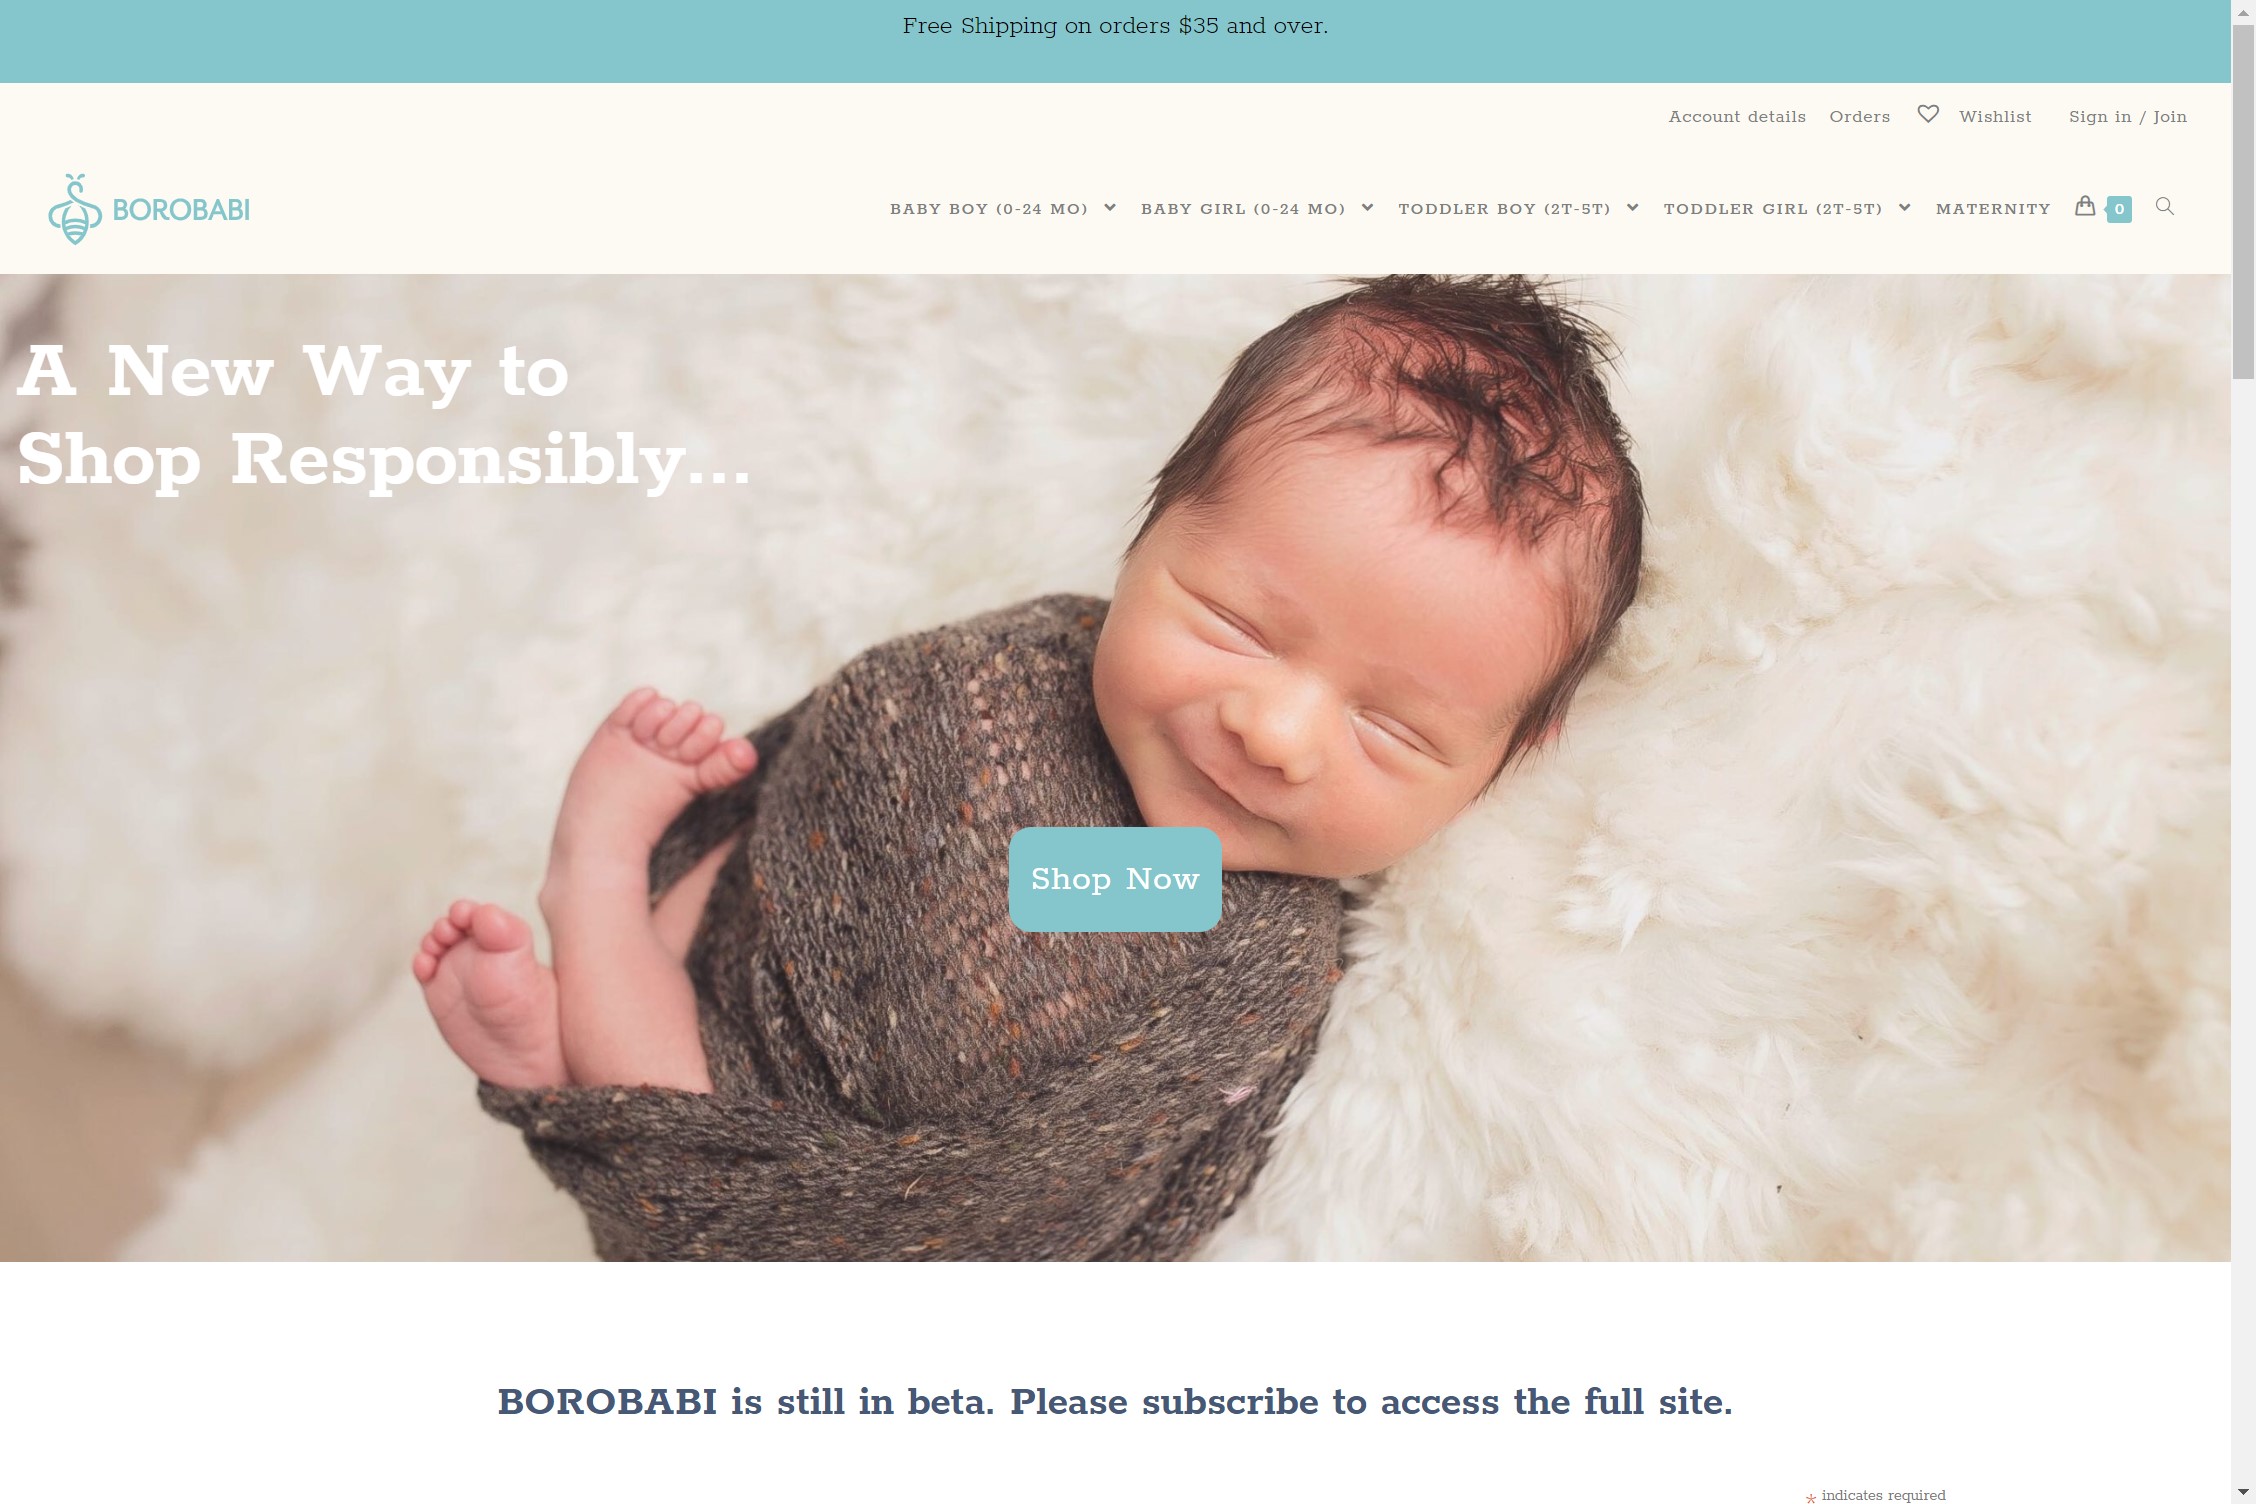 Free Shipping on orders $35 and over.
Account details Orders Wishlist Sign in / Join
BOROBABI
BABY BOY (0-24 MO) BABY GIRL (0-24 MO) TODDLER BOY (2T-5T) TODDLER GIRL (2T-5T) MATERNITY 0
A New Way to
Shop Responsibly...
Shop Now
BOROBABI is still in beta. Please subscribe to access the full site.
* indicates required